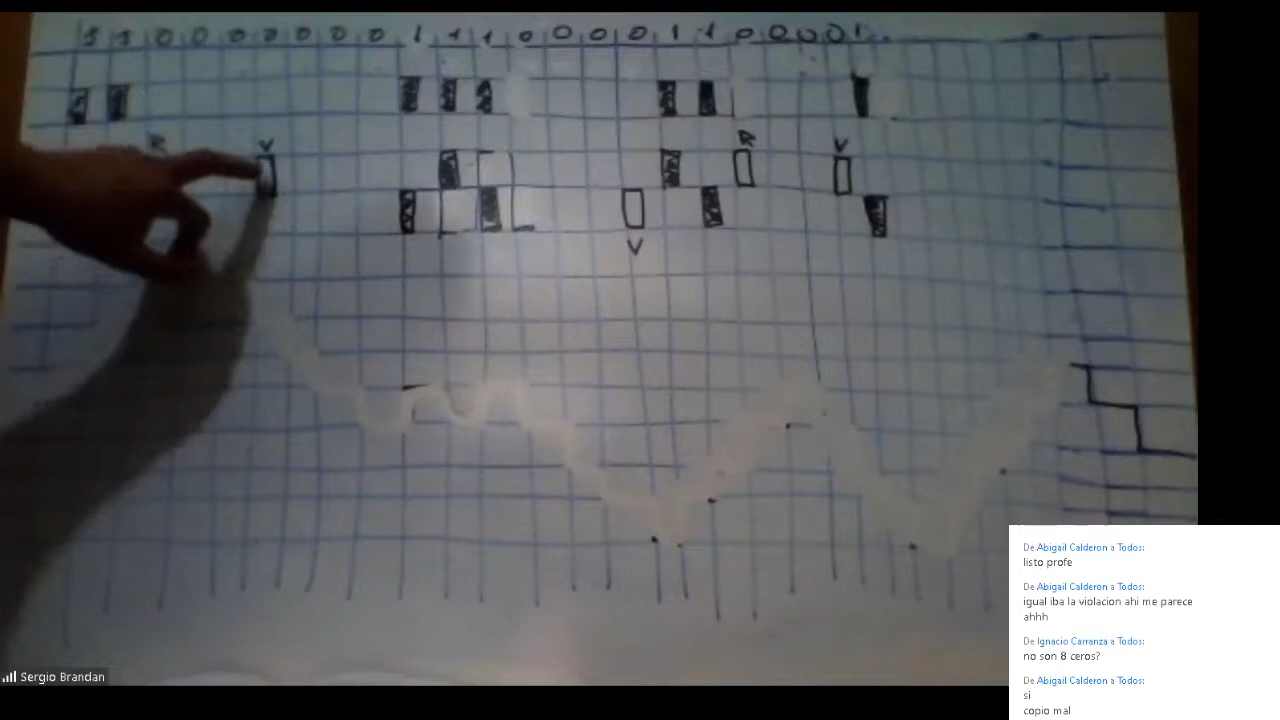 1 1 0 0 0 0 0 0 0 1 1 1 0 0 0 0 1 1 0 0 0 0 1
R V R V
V
De Abigail Calderon a Todos:
listo profe
De Abigail Calderon a Todos:
igual iba la violacion ahi me parece
ahhh
De Ignacio Carranza a Todos:
no son 8 ceros?
De Abigail Calderon a Todos:
si
copio mal
Sergio Brandan